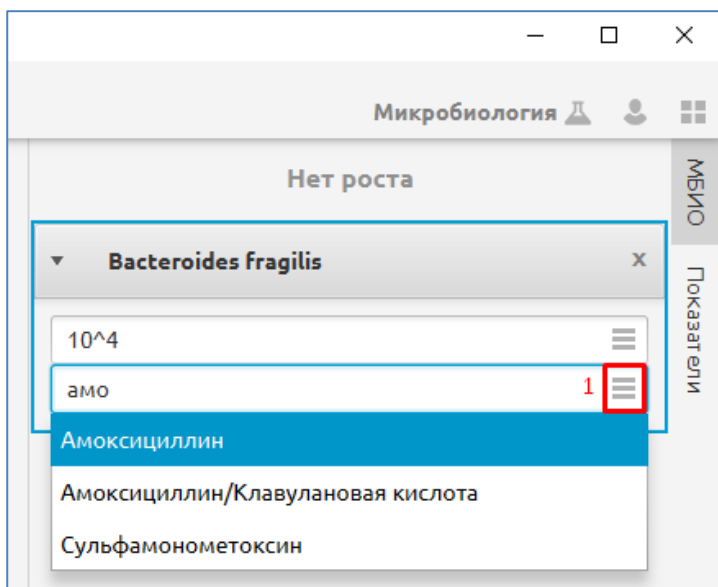 Микробиология
Нет роста
МБИО
Показатели
Bacteroides fragilis
x
10^4
амо
1
Амоксициллин
Амоксициллин/Клавулановая кислота
Сульфамонометоксин